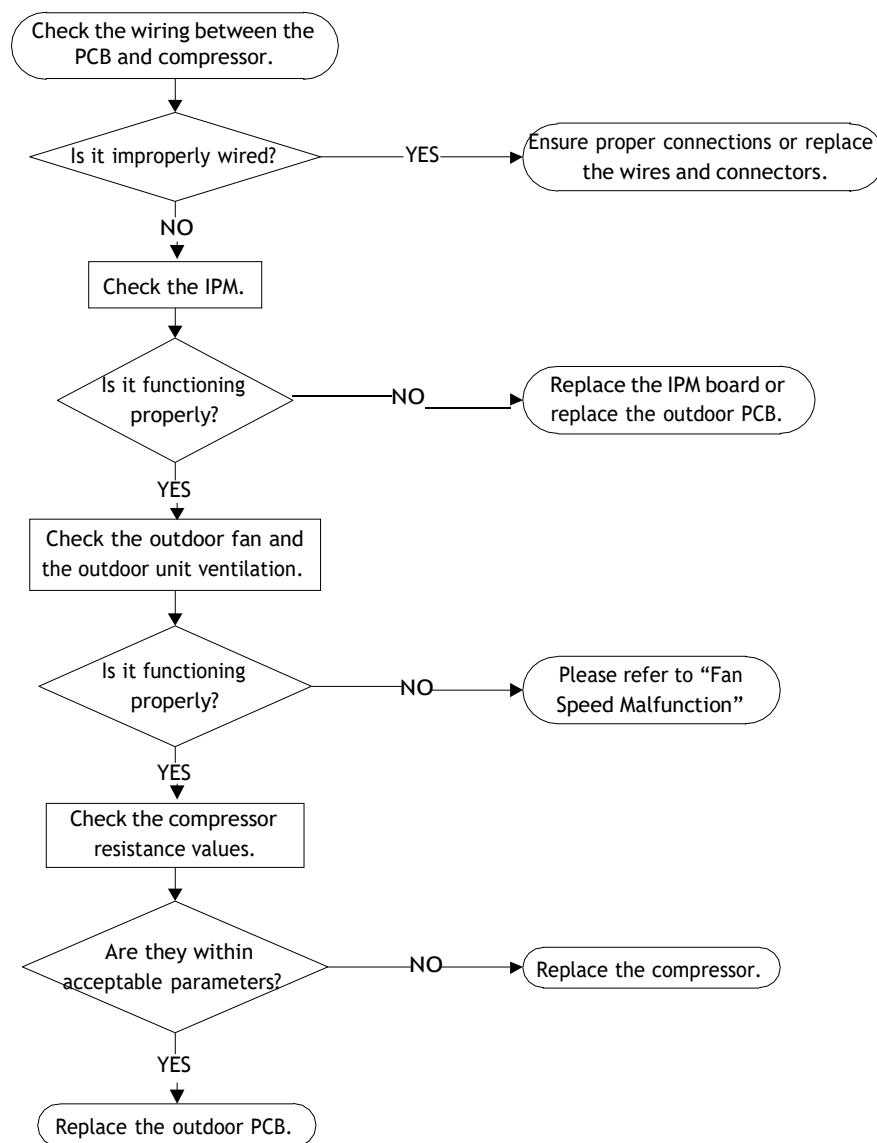 Check the wiring between the
PCB and compressor.
Is it improperly wired?
YES
Ensure proper connections or replace
the wires and connectors.
NO
Check the IPM.
Is it functioning
properly?
NO
Replace the IPM board or
replace the outdoor PCB.
YES
Check the outdoor fan and
the outdoor unit ventilation.
Is it functioning
properly?
NO
Please refer to “Fan
Speed Malfunction”
YES
Check the compressor
resistance values.
Are they within
acceptable parameters?
NO
Replace the compressor.
YES
Replace the outdoor PCB.